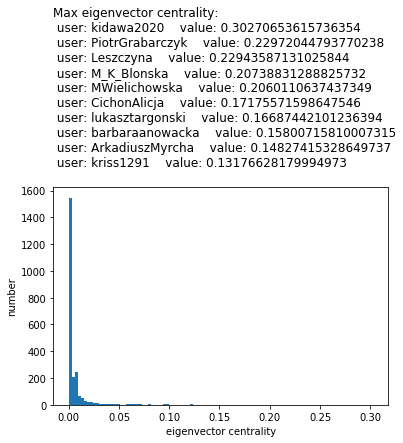 Max eigenvector centrality:
user: kidawa2020 value: 0.30270653615736354
user: PiotrGrabarczyk value: 0.22972044793770238
user: Leszczyna value: 0.22943587131025844
user: M_K_Blonska value: 0.20738831288825732
user: MWielichowska value: 0.2060110637437349
user: CichonAlicja value: 0.17175571598647546
user: lukasztargonski value: 0.16687442101236394
user: barbaraanowacka value: 0.15800715810007315
user: ArkadiuszMyrcha value: 0.14827415328649737
user: kriss1291 value: 0.13176628179994973
1600
1400
1200
1000
800
600
400
200
0
number
0.00 0.05 0.10 0.15 0.20 0.25 0.30
eigenvector centrality